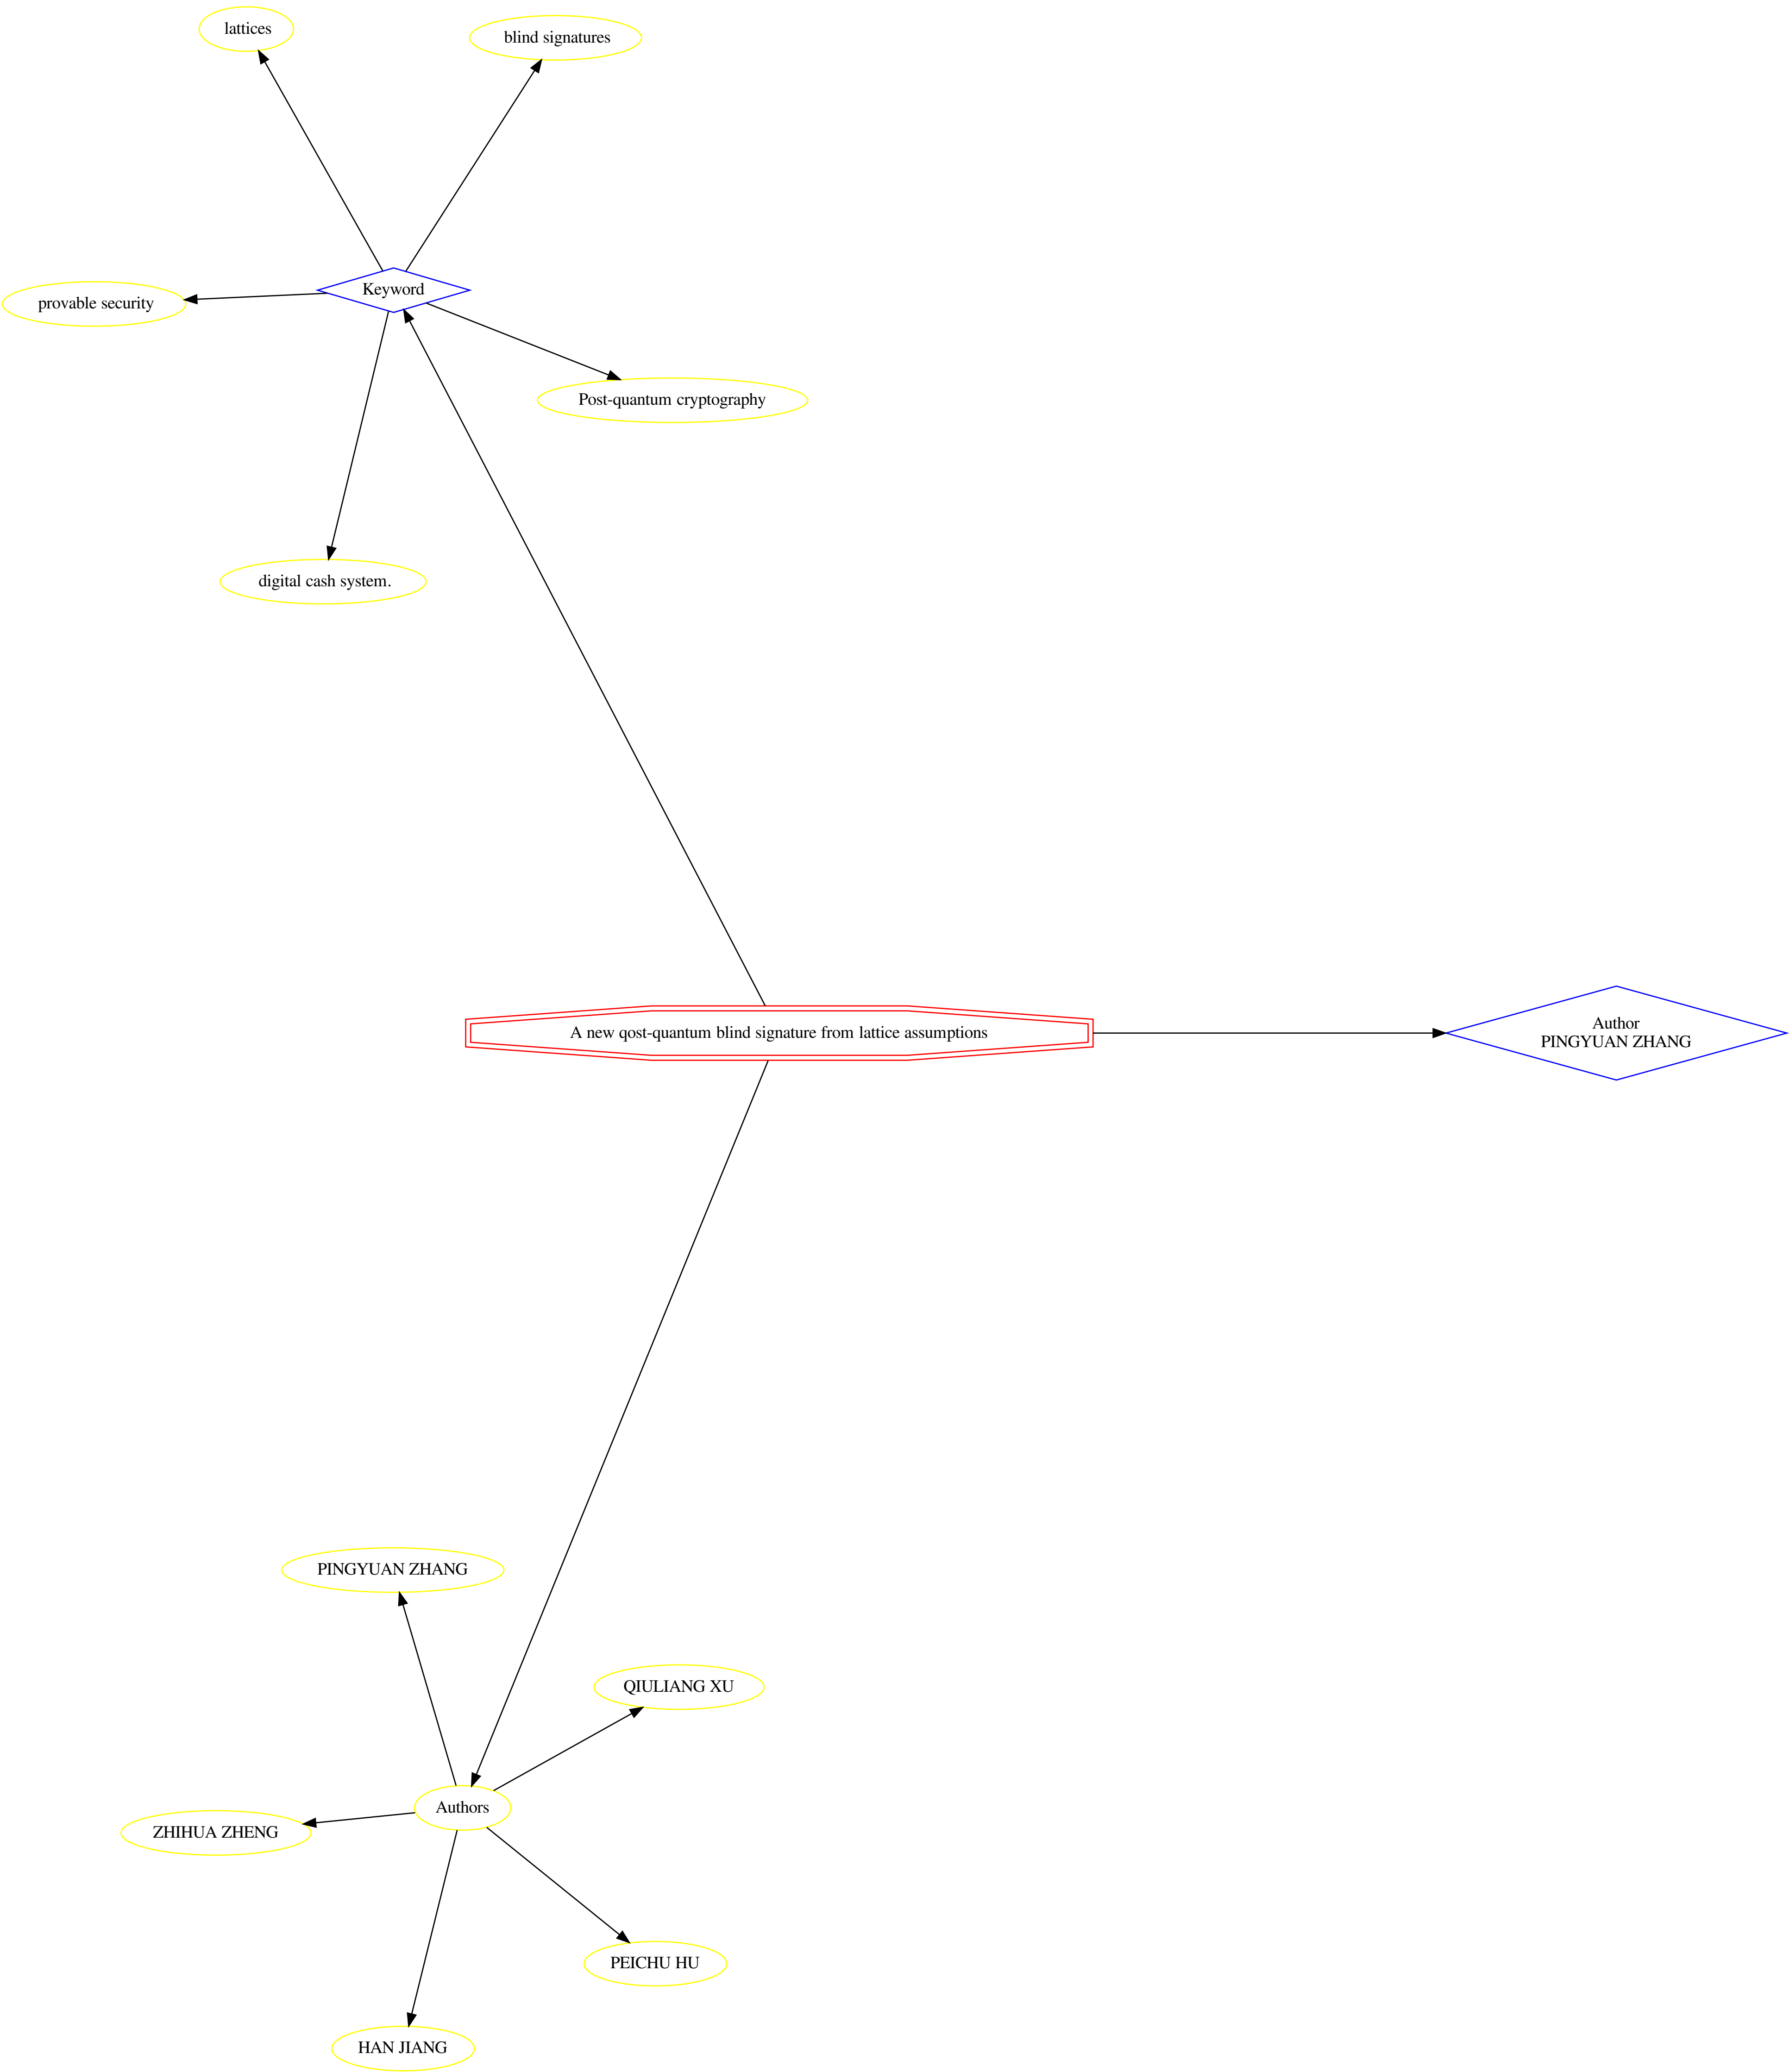 lattices
blind signatures
Keyword
provable security
Post-quantum cryptography
digital cash system.
A new qost-quantum blind signature from lattice assumptions
Author
PINGYUAN ZHANG
PINGYUAN ZHANG
QIULIANG XU
Authors
ZHIHUA ZHENG
PEICHU HU
HAN JIANG